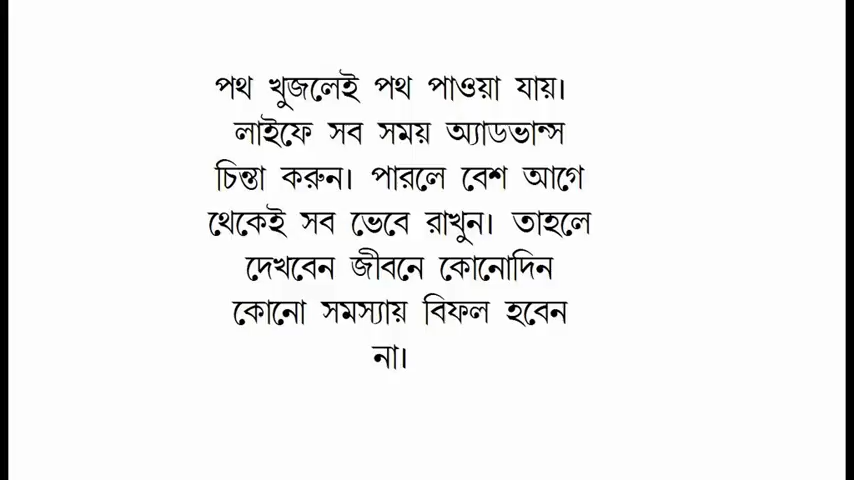 পথ খুজলেই পথ পাওয়া যায়।
লাইফে সব সময় অ্যাডভান্স
চিন্তা করুন। পারলে বেশ আগে
থেকেই সব ভেবে রাখুন। তাহলে
দেখবেন জীবনে কোনোদিন
কোনো সমস্যায় বিফল হবেন
না।